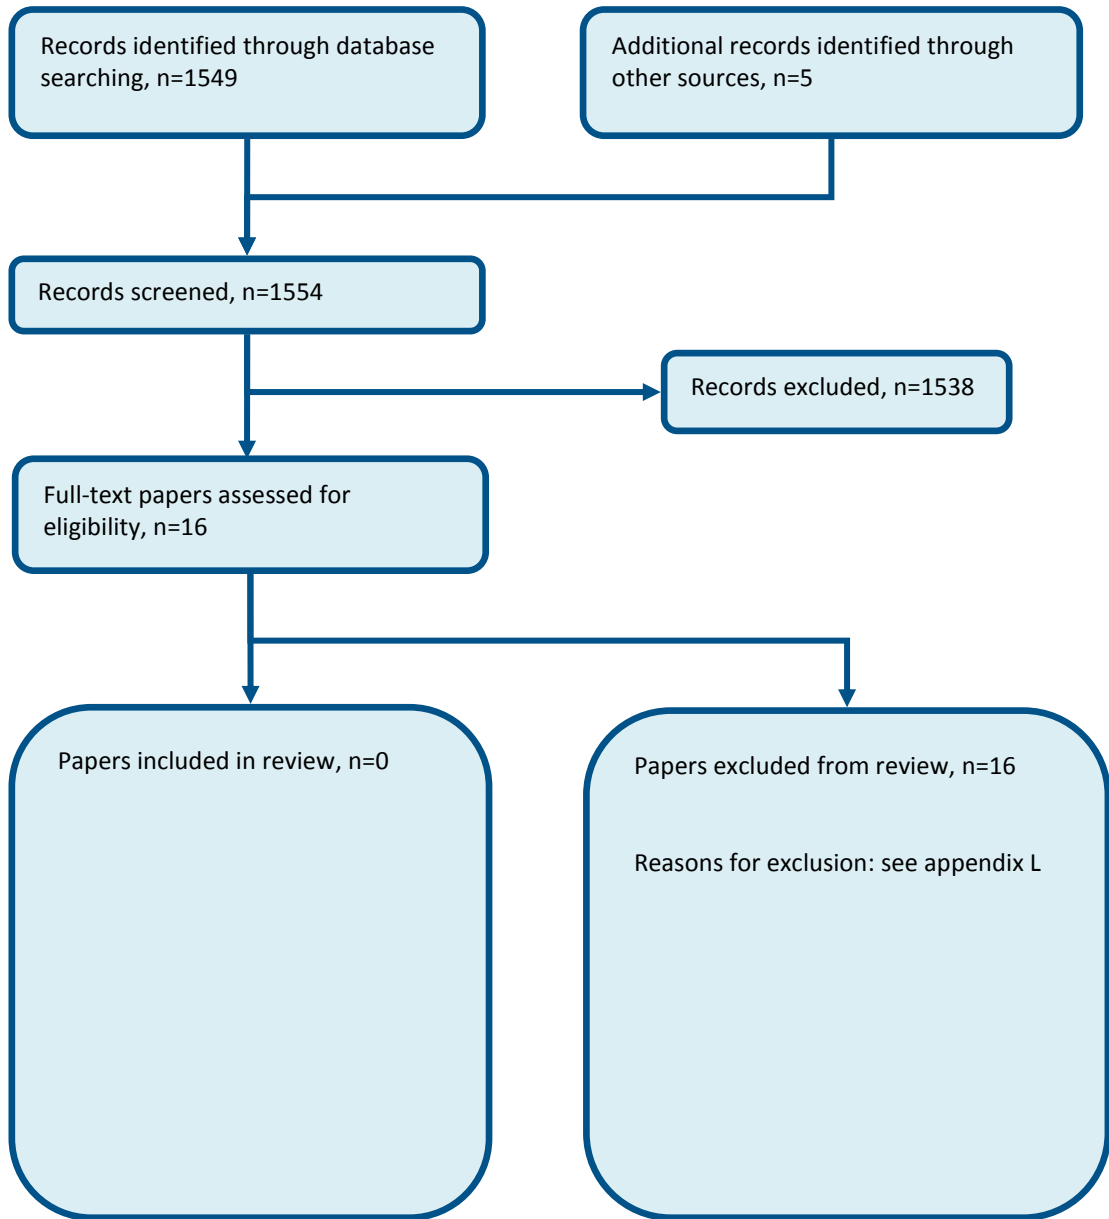 Records identified through database
searching, n=1549
Additional records identified through
other sources, n=5
Records screened, n=1554
Records excluded, n=1538
Full-text papers assessed for
eligibility, n=16
Papers included in review, n=0
Papers excluded from review, n=16
Reasons for exclusion: see appendix L